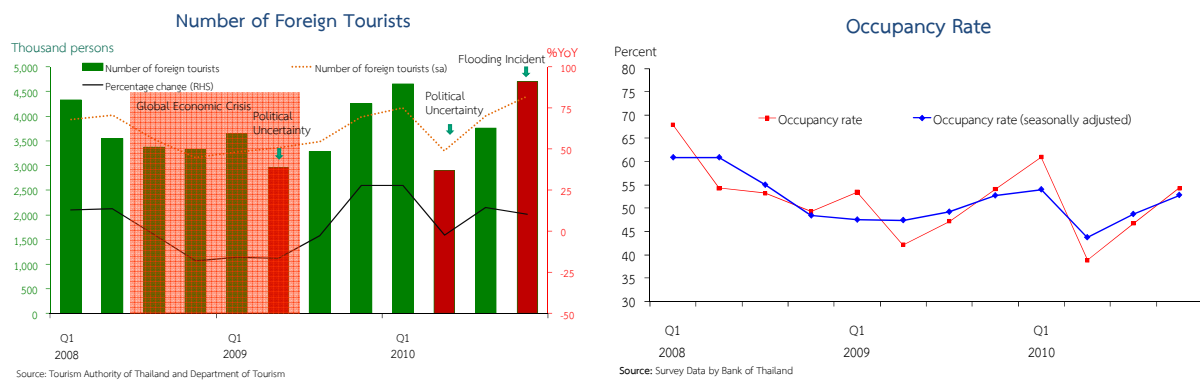 Number of Foreign Tourists
Thousand persons
%YoY
Flooding Incident
Number of foreign tourists
Number of foreign tourists (sa)
Percentage change (RHS)
Global Economic Crisis
Political
Uncertainty
Political
Uncertainty
5,000
4,500
4,000
3,500
3,000
2,500
2,000
1,500
1,000
500
0
100
75
50
25
0
-25
-50
Q1
2008
Q1
2009
Q1
2010
Source: Tourism Authority of Thailand and Department of Tourism
Occupancy Rate
Percent
80
75
70
65
60
55
50
45
40
35
30
Occupancy rate
Occupancy rate (seasonally adjusted)
Q1
2008
Q1
2009
Q1
2010
Source: Survey Data by Bank of Thailand